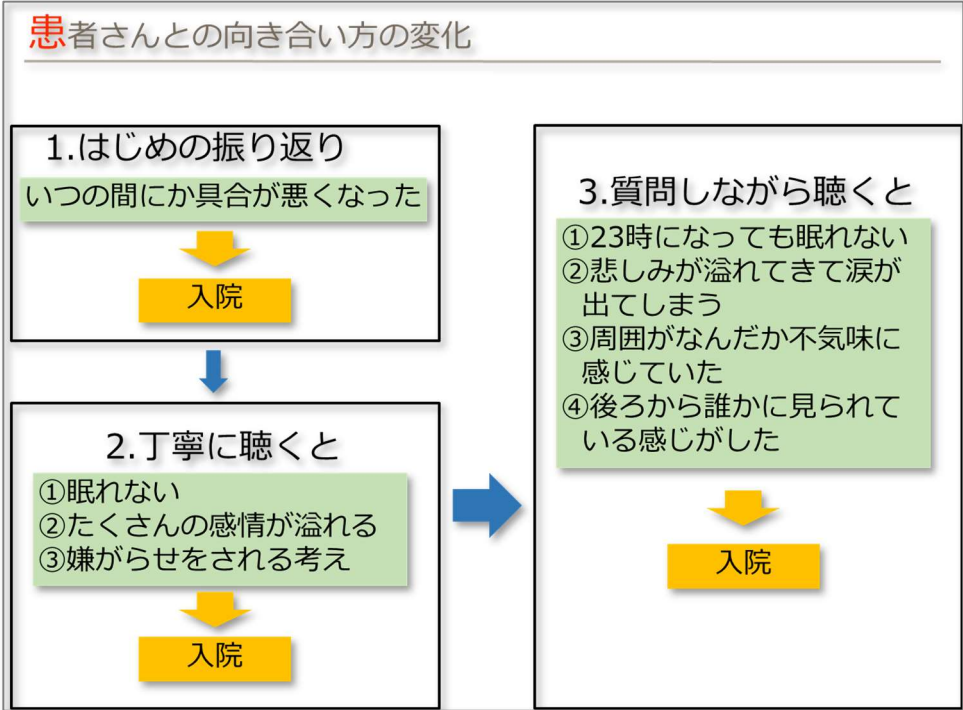 患者さんとの向き合い方の変化
1.はじめの振り返り
いつの間にか具合が悪くなった
入院
2.丁寧に聴くと
①眠れない
②たくさんの感情が溢れる
③嫌がらせをされる考え
入院
3.質問しながら聴くと
①23時になっても眠れない
②悲しみが溢れてきて涙が
出てしまう
③周囲がなんだか不気味に
感じていた
④後ろから誰かに見られて
いる感じがした
入院